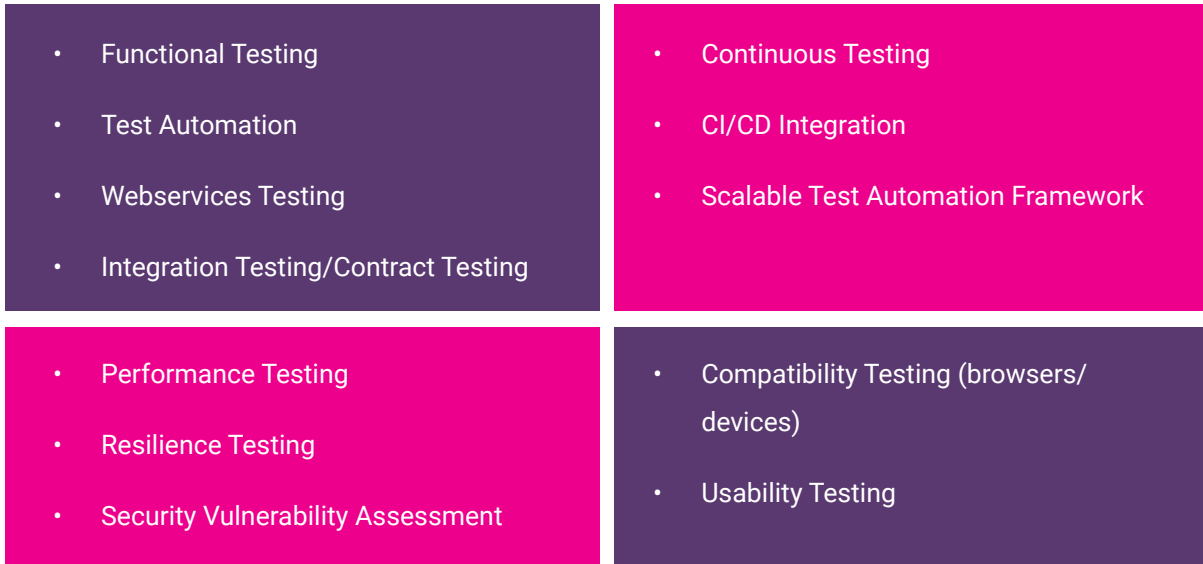 • Functional Testing
• Test Automation
• Webservices Testing
• Integration Testing/Contract Testing
• Continuous Testing
• CI/CD Integration
• Scalable Test Automation Framework
• Performance Testing
• Resilience Testing
• Security Vulnerability Assessment
• Compatibility Testing (browsers/
devices)
• Usability Testing